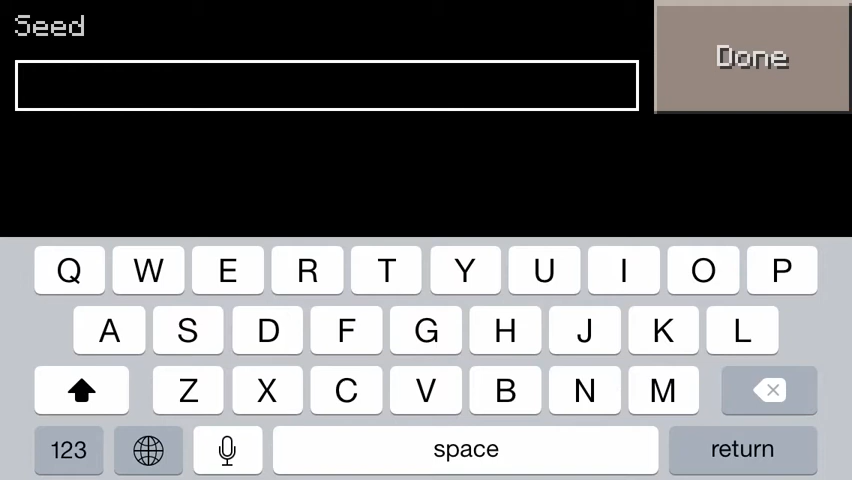 Seed
Done
Q W E R T Y U I O P
A S D F G H J K L
Z X C V B N M
123 space return